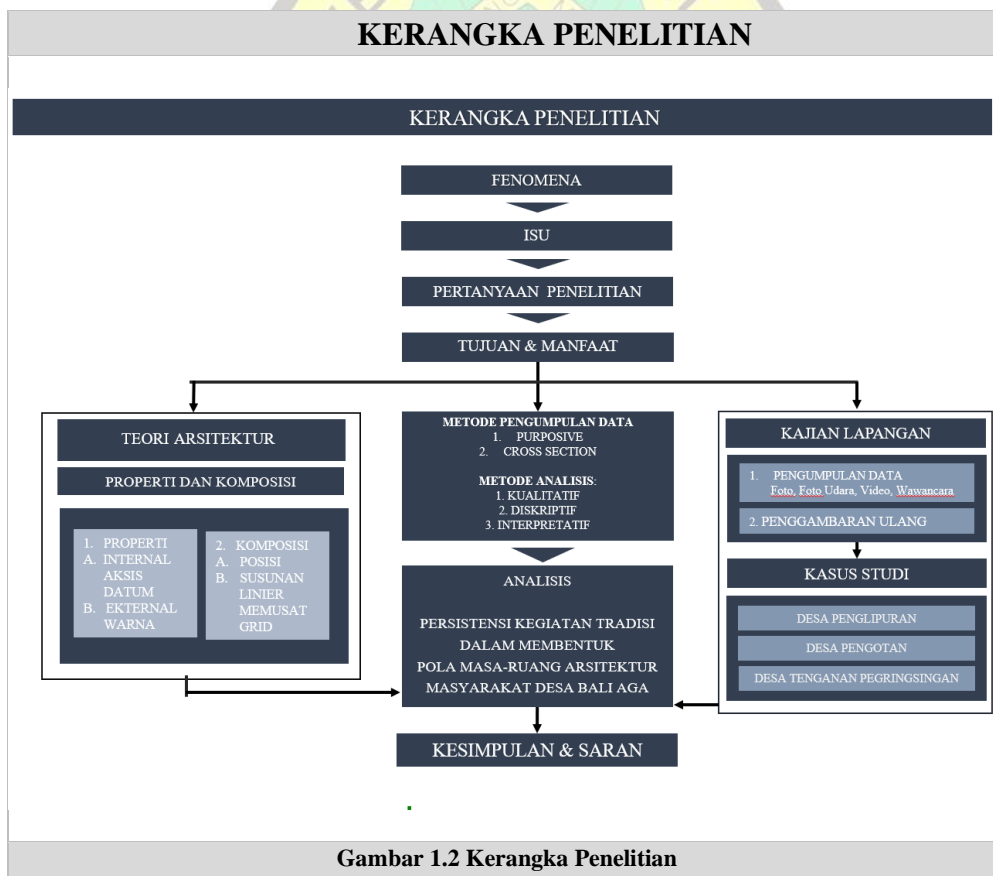 KERANGKA PENELITIAN
KERANGKA PENELITIAN
FENOMENA
ISU
PERTANYAAN PENELITIAN
TUJUAN & MANFAAT
TEORI ARSITEKTUR
PROPERTI DAN KOMPOSISI
1. PROPERTI
A. INTERNAL
AKSIS
DATUM
B. EKTERNAL
WARNA
2. KOMPOSISI
A. POSISI
B. SUSUNAN
LINIER
MEMUSAT
GRID
METODE PENGUMPULAN DATA
1. PURPOSIVE
2. CROSS SECTION
METODE ANALISIS:
1. KUALITATIF
2. DISKRIPTIF
3. INTERPRETATIF
ANALISIS
PERSISTENSI KEGIATAN TRADISI
DALAM MEMBENTUK
POLA MASA-RUANG ARSITEKTUR
MASYARAKAT DESA BALI AGA
KAJIAN LAPANGAN
1. PENGUMPULAN DATA
Foto, Foto Udara, Video, Wawancara
2. PENGGAMBARAN ULANG
KASUS STUDI
DESA PENGLIPURAN
DESA PENGOTAN
DESA TENGANAN PEGRINGSINGAN
KESIMPULAN & SARAN
Gambar 1.2 Kerangka Penelitian